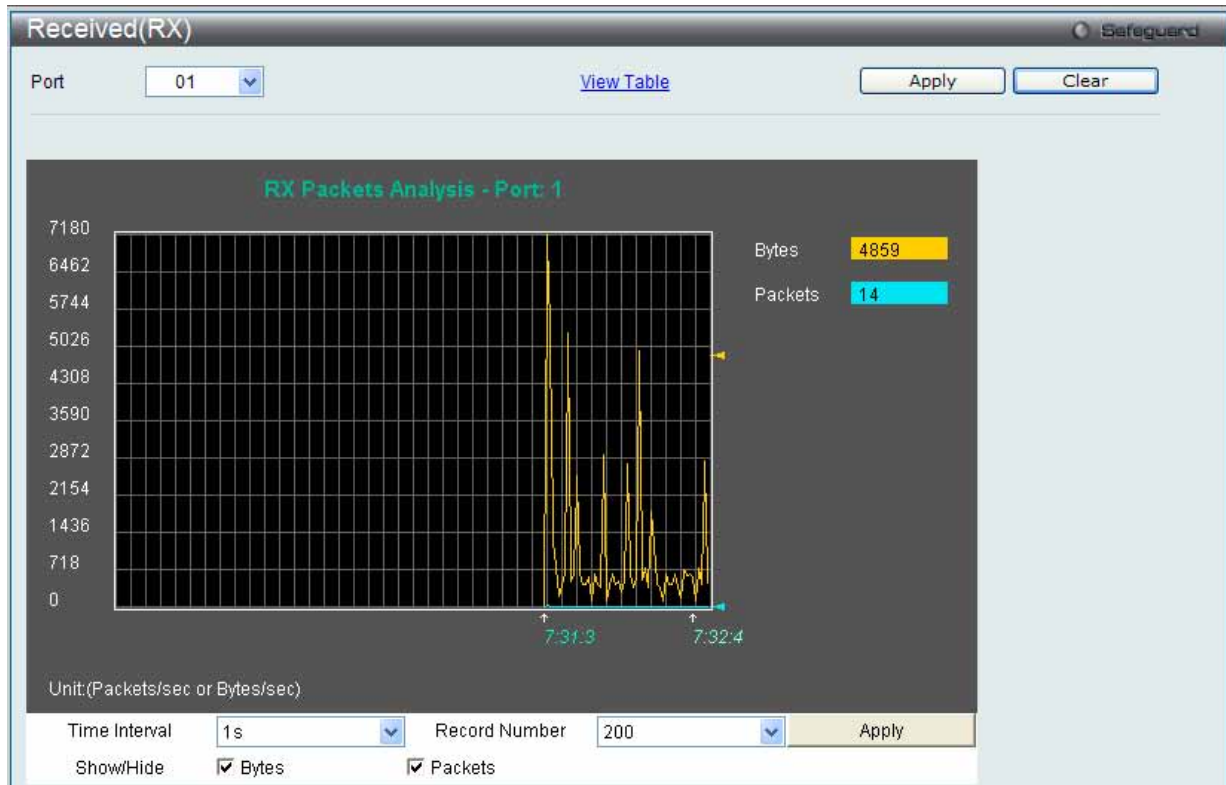 Received(RX)
Safeguard
Port 01 View Table Apply Clear
RX Packets Analysis - Port: 1
7180
6462
5744
5026
4308
3590
2872
2154
1436
718
0
Bytes 4859
Packets 14
7:31:3 7:32:4
Unit:(Packets/sec or Bytes/sec)
Time Interval 1s Record Number 200 Apply
Show/Hide Bytes Packets